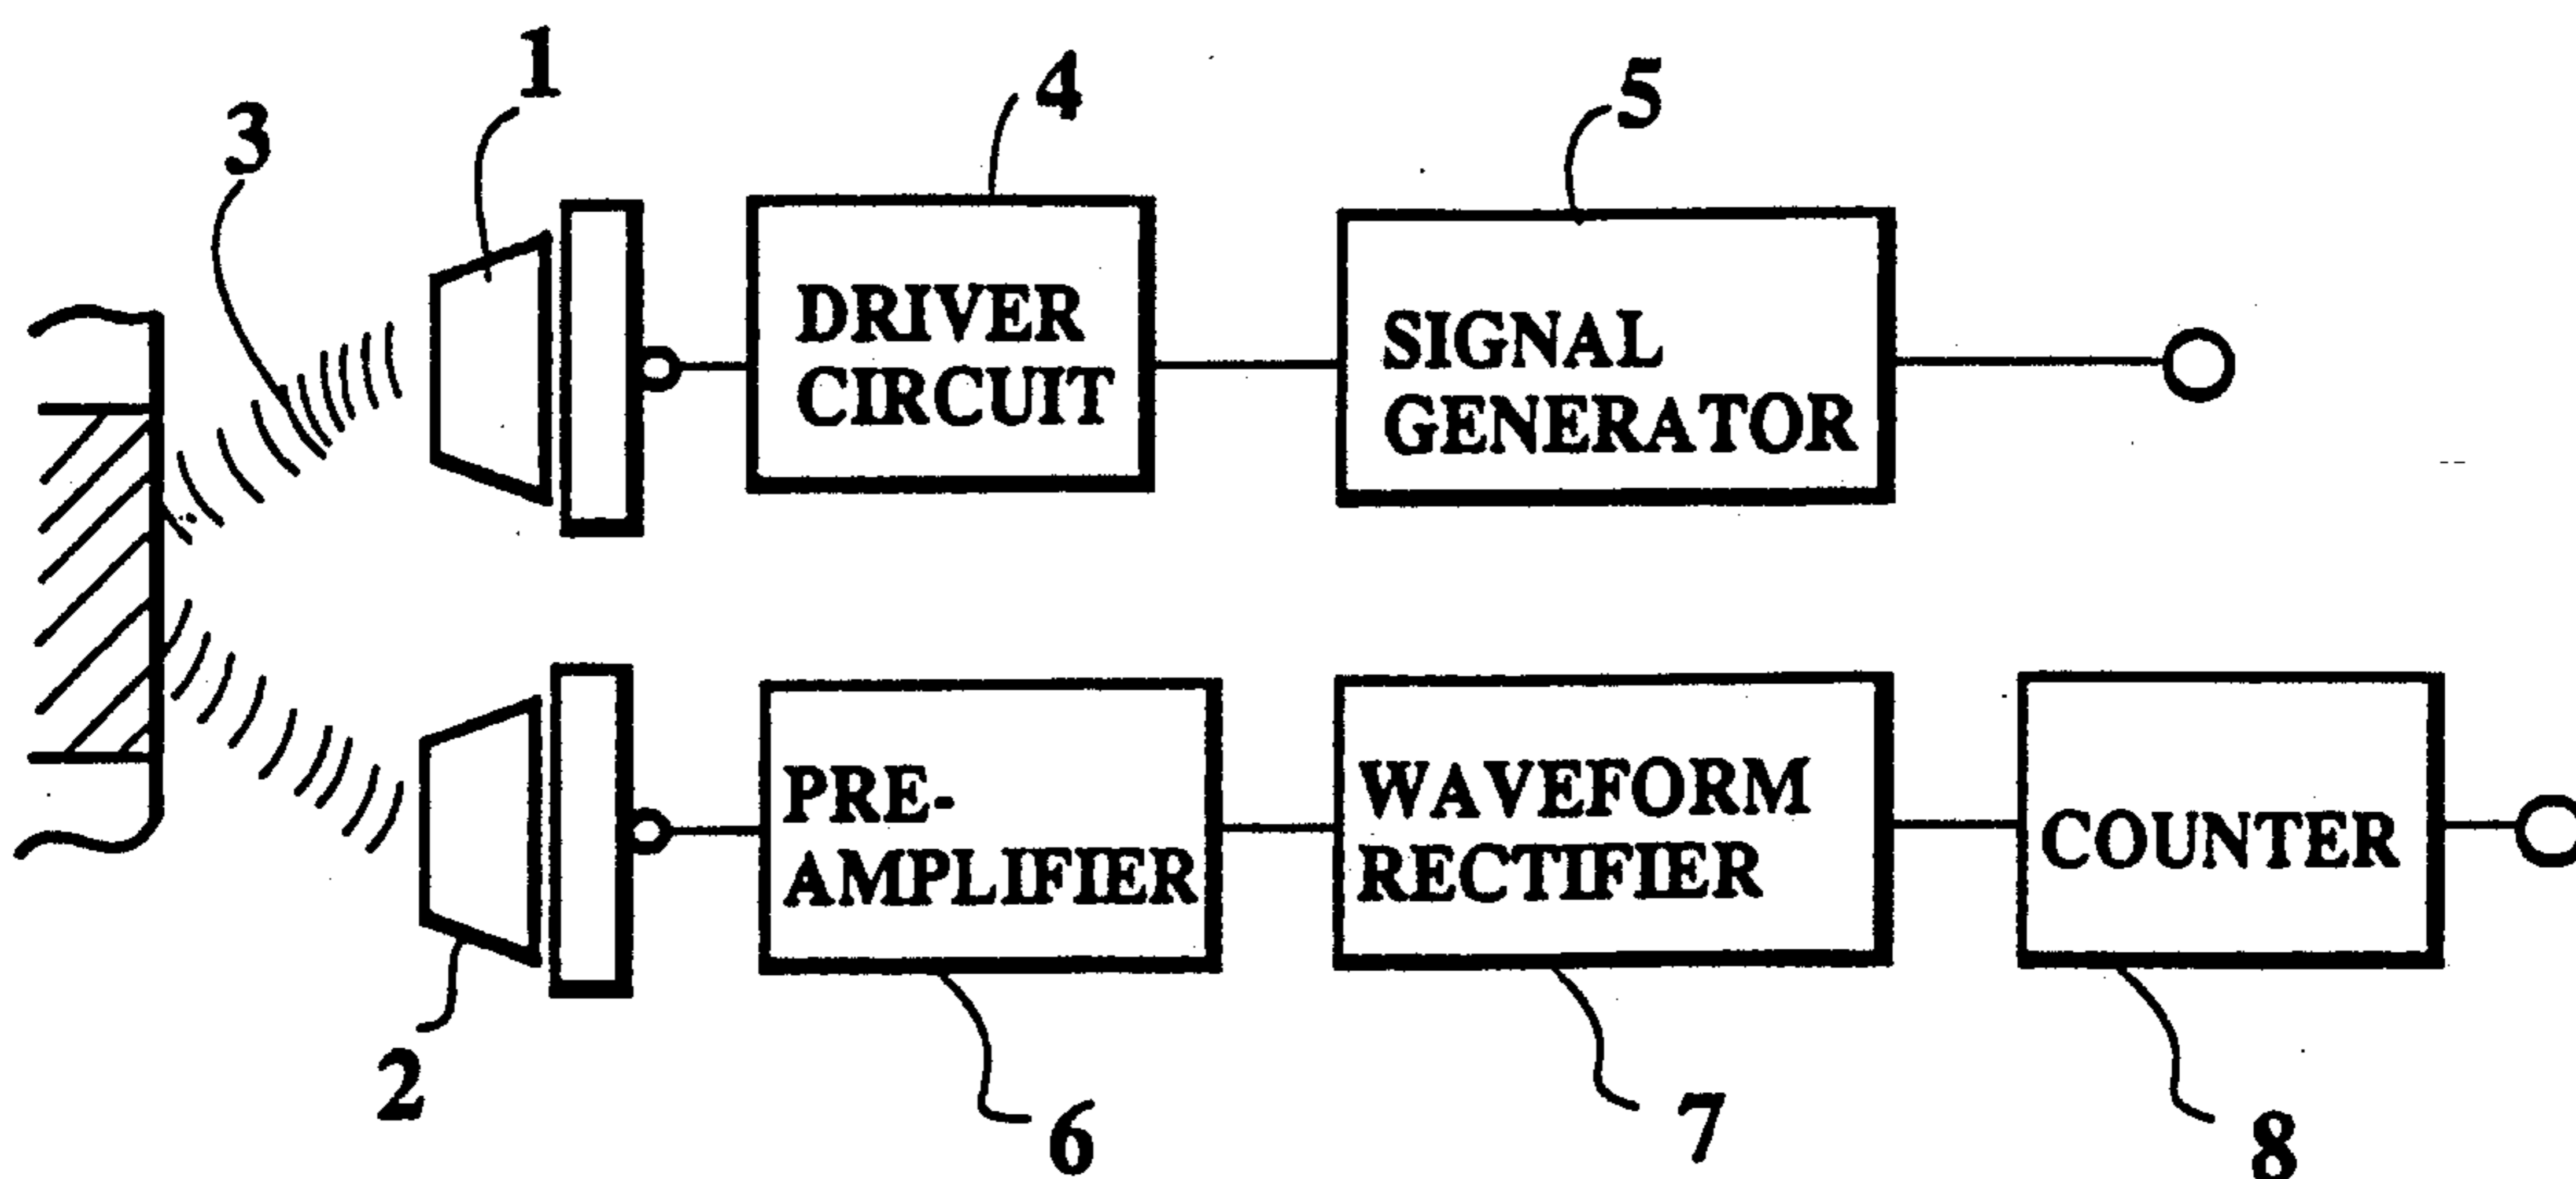 1
3
4
5
DRIVER
CIRCUIT
SIGNAL
GENERATOR
PRE-
AMPLIFIER
WAVEFORM
RECTIFIER
COUNTER
2
6
7
8